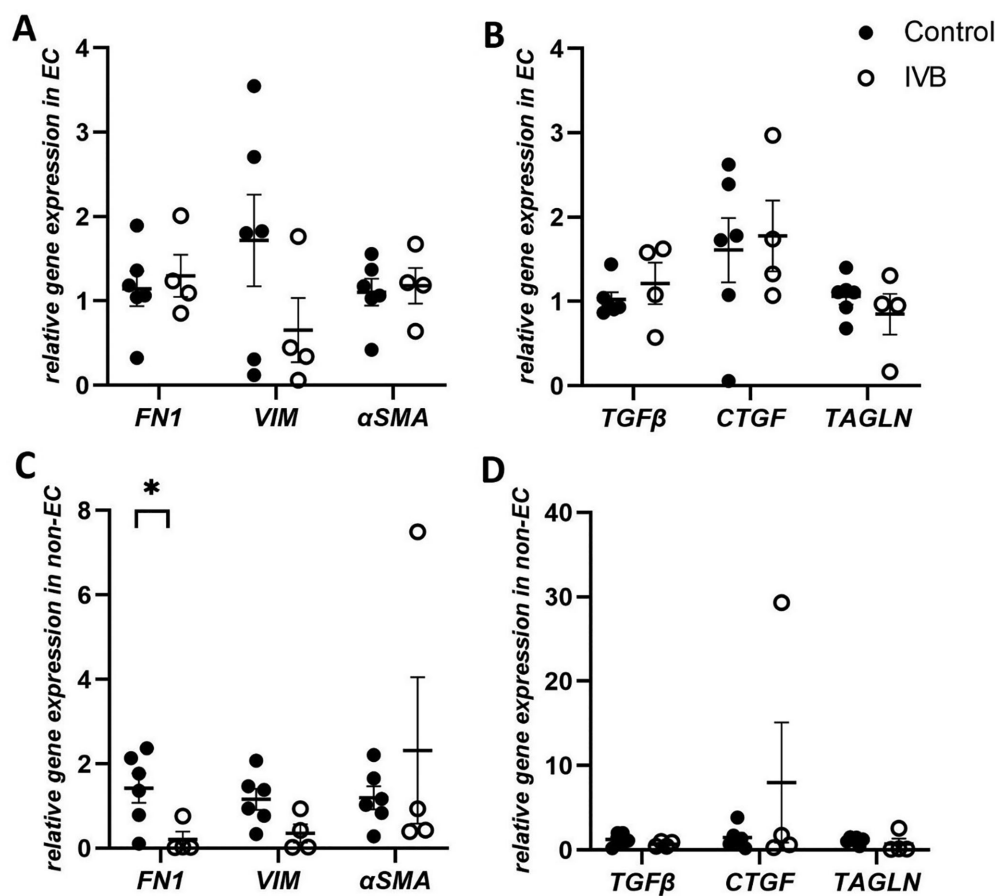 A
relative gene expression in EC
4
3
2
1
0
FN1 VIM αSMA
B
relative gene expression in EC
4
3
2
1
0
TGFβ CTGF TAGLN
Control
IVB
C
relative gene expression in non-EC
8
6
4
2
0
*
FN1 VIM αSMA
D
relative gene expression in non-EC
40
30
20
10
0
TGFβ CTGF TAGLN